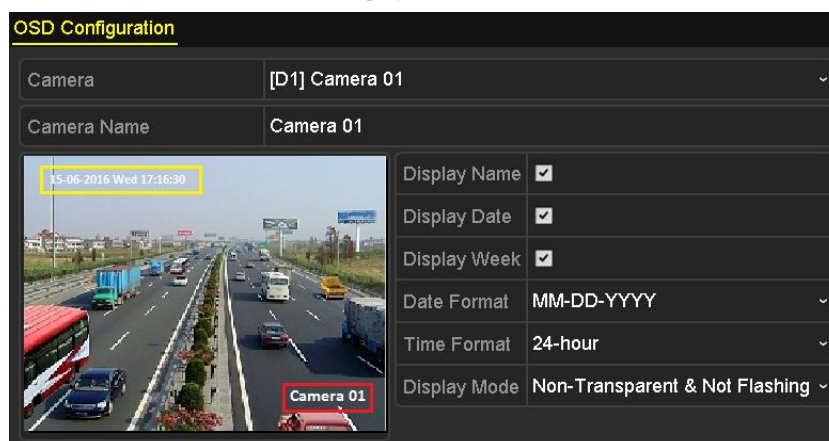 OSD Configuration
Camera [D1] Camera 01
Camera Name Camera 01
15-06-2016 Wed 17:16:30
Display Name
Display Date
Display Week
Date Format MM-DD-YYYY
Time Format 24-hour
Display Mode Non-Transparent & Not Flashing
Camera 01